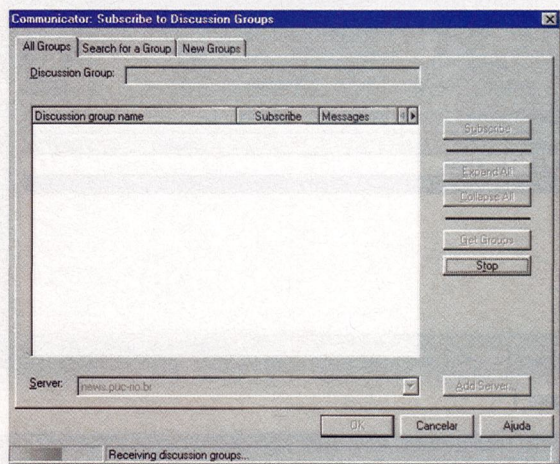 Communicator: Subscribe to Discussion Groups
All Groups Search for a Group New Groups
Discussion Group:
Discussion group name Subscribe Messages
Subscribe
Expand All
Collapse All
Get Groups
Stop
Server: news.puc-rio.br Add Server...
OK Cancelar Ajuda
Receiving discussion groups...